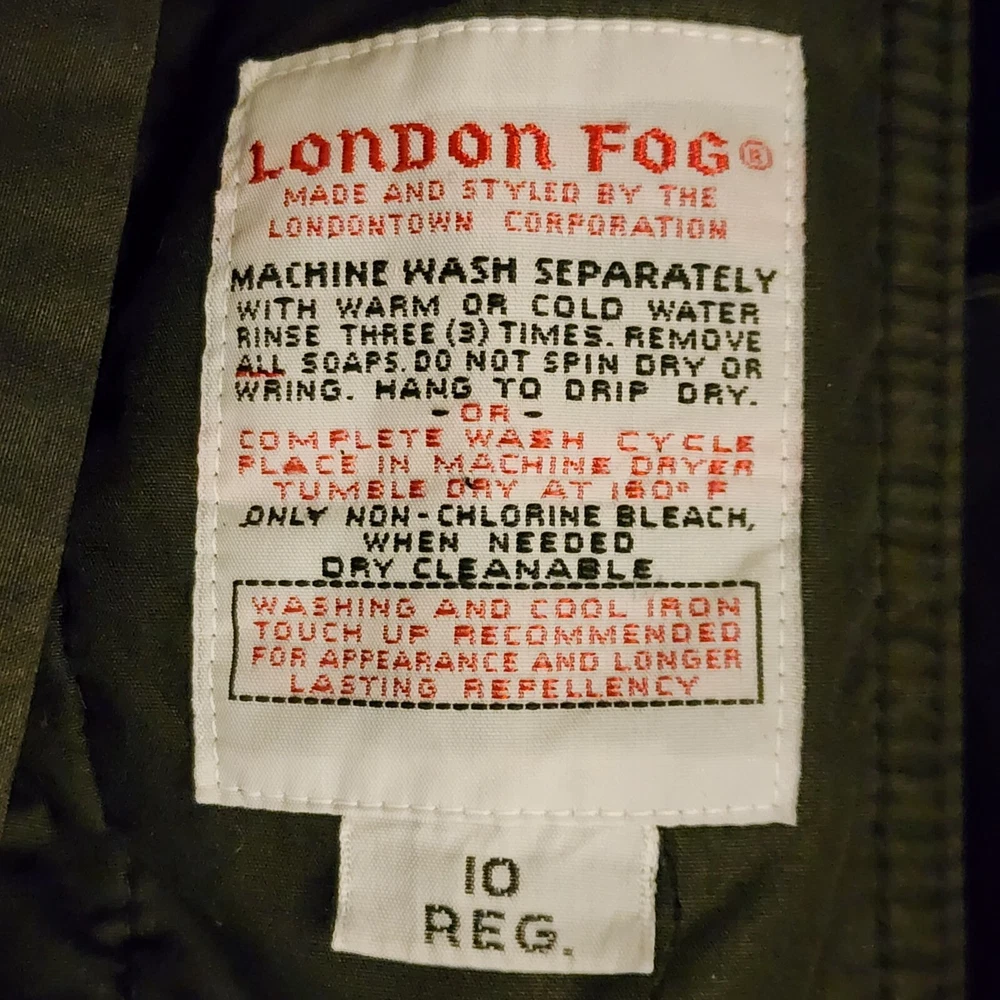 LONDON FOG®
MADE AND STYLED BY THE
LONDONTOWN CORPORATION
MACHINE WASH SEPARATELY
WITH WARM OR COLD WATER
RINSE THREE (3) TIMES. REMOVE
ALL SOAPS. DO NOT SPIN DRY OR
WRING. HANG TO DRIP DRY.
- OR -
COMPLETE WASH CYCLE
PLACE IN MACHINE DRYER
TUMBLE DRY AT 160° F
ONLY NON-CHLORINE BLEACH,
WHEN NEEDED
DRY CLEANABLE
WASHING AND COOL IRON
TOUCH UP RECOMMENDED
FOR APPEARANCE AND LONGER
LASTING REPELLENCY
10
REG.